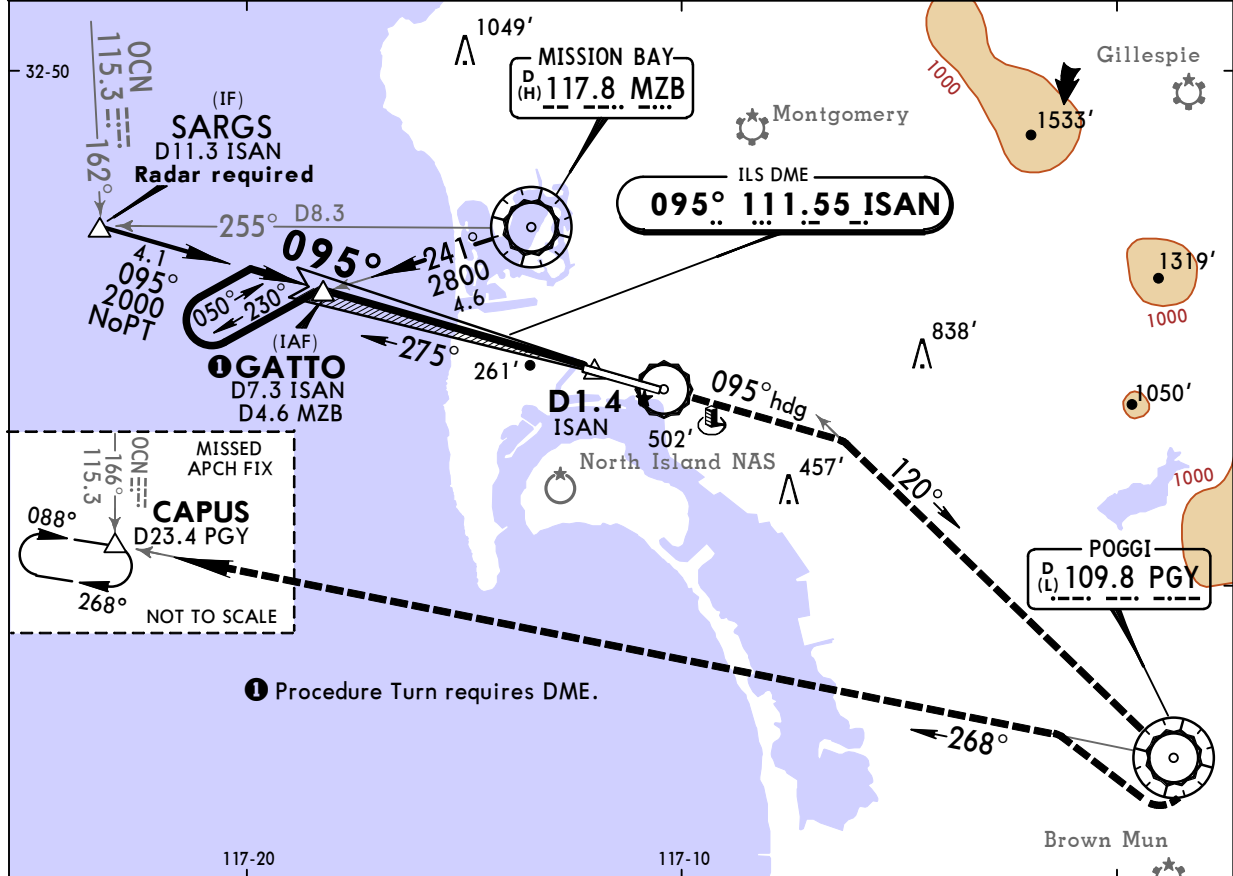 1049'
MISSION BAY
D
(H) 117.8 MZB
Gillespie
1000
1533'
Montgomery
32-50
OCN
115.3
162°
(IF)
SARGS
D11.3 ISAN
Radar required
ILS DME
095° 111.55 ISAN
255°
D8.3
095°
241°
2800
4.6
4.1
095°
2000
NoPT
050°
230°
275°
(IAF)
1 GATTO
D7.3 ISAN
D4.6 MZB
261'
D1.4
ISAN
1319'
1000
838'
1050'
095° hdg
502'
North Island NAS
457'
120°
1000
MISSED
APCH FIX
OCN
115.3
166°
CAPUS
D23.4 PGY
088°
268°
NOT TO SCALE
POGGI
D
(L) 109.8 PGY
1 Procedure Turn requires DME.
268°
Brown Mun
117-20
117-10